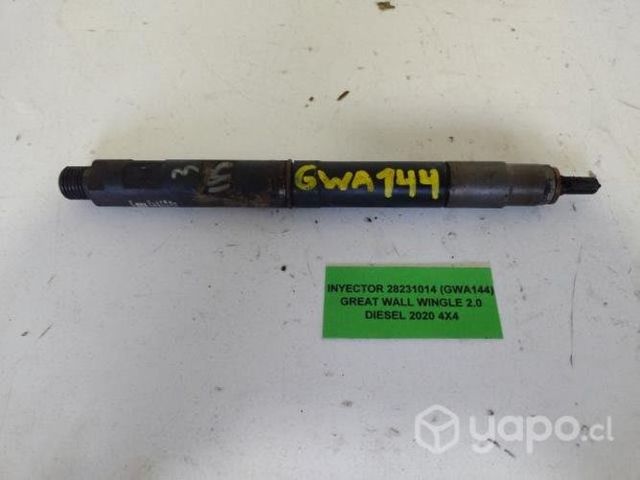 3
GWA144
INYECTOR 28231014 (GWA144)
GREAT WALL WINGLE 2.0
DIESEL 2020 4X4
yapo.cl